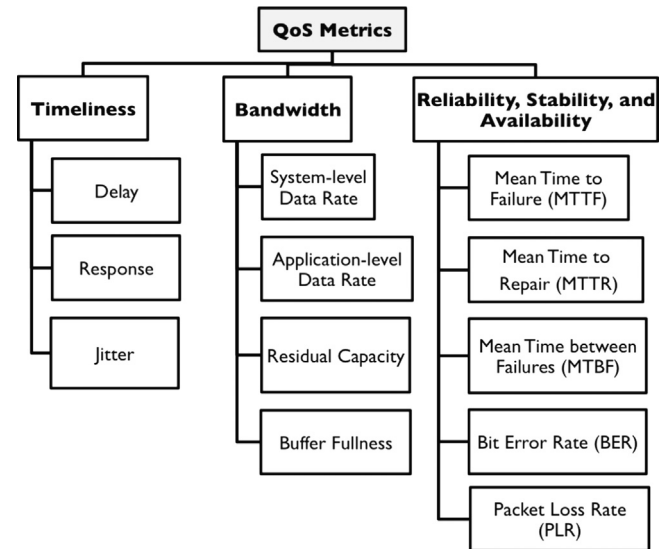 QoS Metrics
Timeliness
Delay
Response
Jitter
Bandwidth
System-level
Data Rate
Application-level
Data Rate
Residual Capacity
Buffer Fullness
Reliability, Stability, and
Availability
Mean Time to
Failure (MTTF)
Mean Time to
Repair (MTTR)
Mean Time between
Failures (MTBF)
Bit Error Rate (BER)
Packet Loss Rate
(PLR)